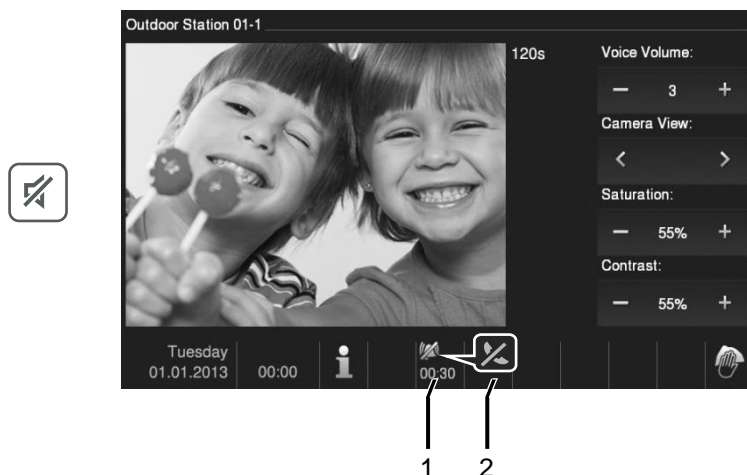 Outdoor Station 01-1
120s
Voice Volume:
− 3 +
Camera View:
< >
Saturation:
− 55% +
Contrast:
− 55% +
Tuesday
01.01.2013
00:00
i
00:30
1 2